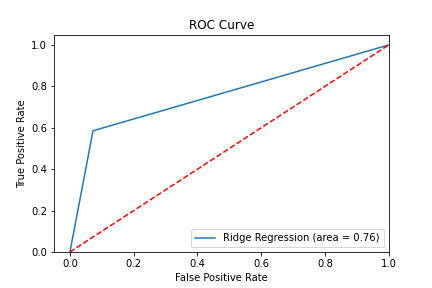 ROC Curve
True Positive Rate
1.0
0.8
0.6
0.4
0.2
0.0
Ridge Regression (area = 0.76)
0.0 0.2 0.4 0.6 0.8 1.0
False Positive Rate